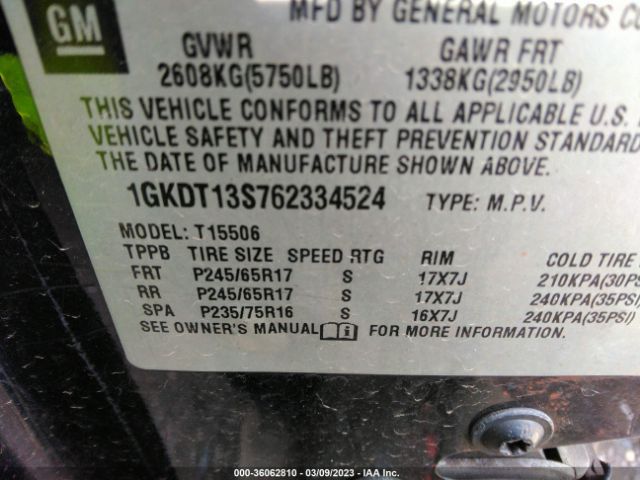 MFD BY GENERAL MOTORS
GM
GVWR GAWR FRT
2608KG(5750LB) 1338KG(2950LB)
THIS VEHICLE CONFORMS TO ALL APPLICABLE U.S.
VEHICLE SAFETY AND THEFT PREVENTION STANDARD
THE DATE OF MANUFACTURE SHOWN ABOVE.
1GKDT13S762334524 TYPE: M.P.V.
MODEL: T15506
TPPB TIRE SIZE SPEED RTG RIM COLD TIRE
FRT P245/65R17 S 17X7J 210KPA(30PS
RR P245/65R17 S 17X7J 240KPA(35PSI)
SPA P235/75R16 S 16X7J 240KPA(35PSI)
SEE OWNER'S MANUAL i FOR MORE INFORMATION.
000-36062810 | 03/09/2023 | IAA Inc.